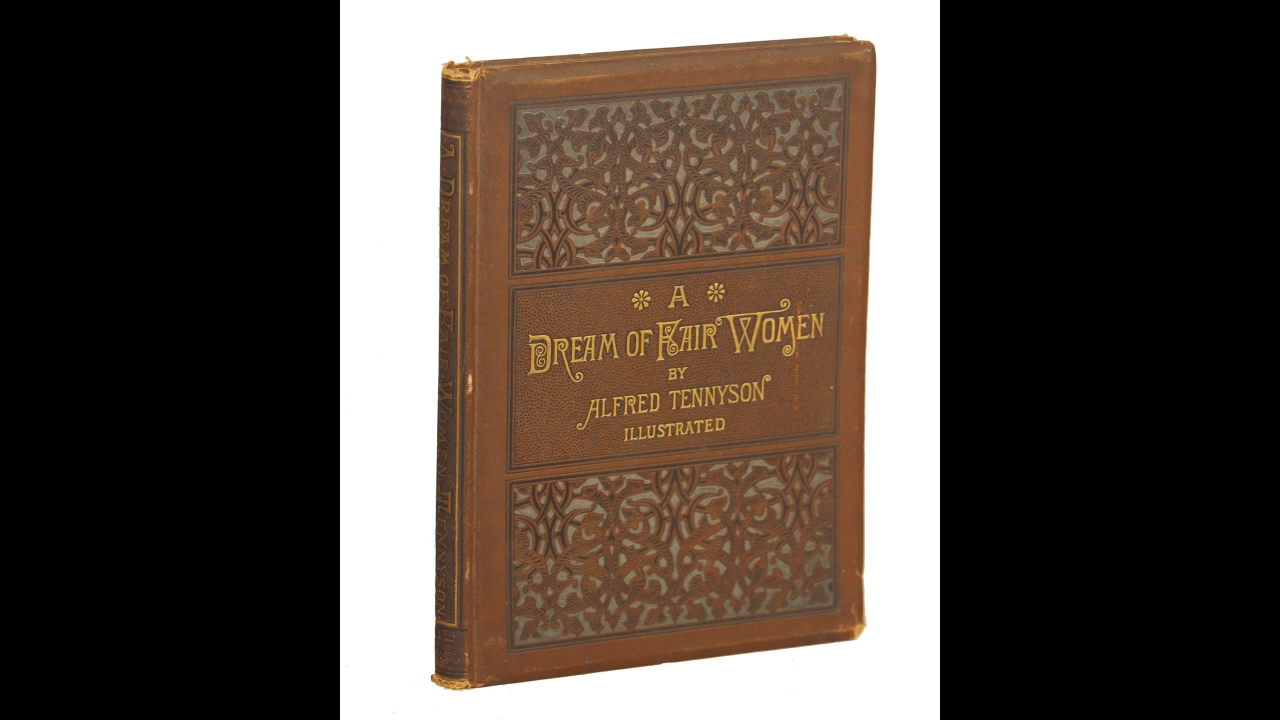 A
DREAM OF FAIR WOMEN
BY
ALFRED TENNYSON
ILLUSTRATED
A DREAM OF FAIR WOMEN TENNYSON